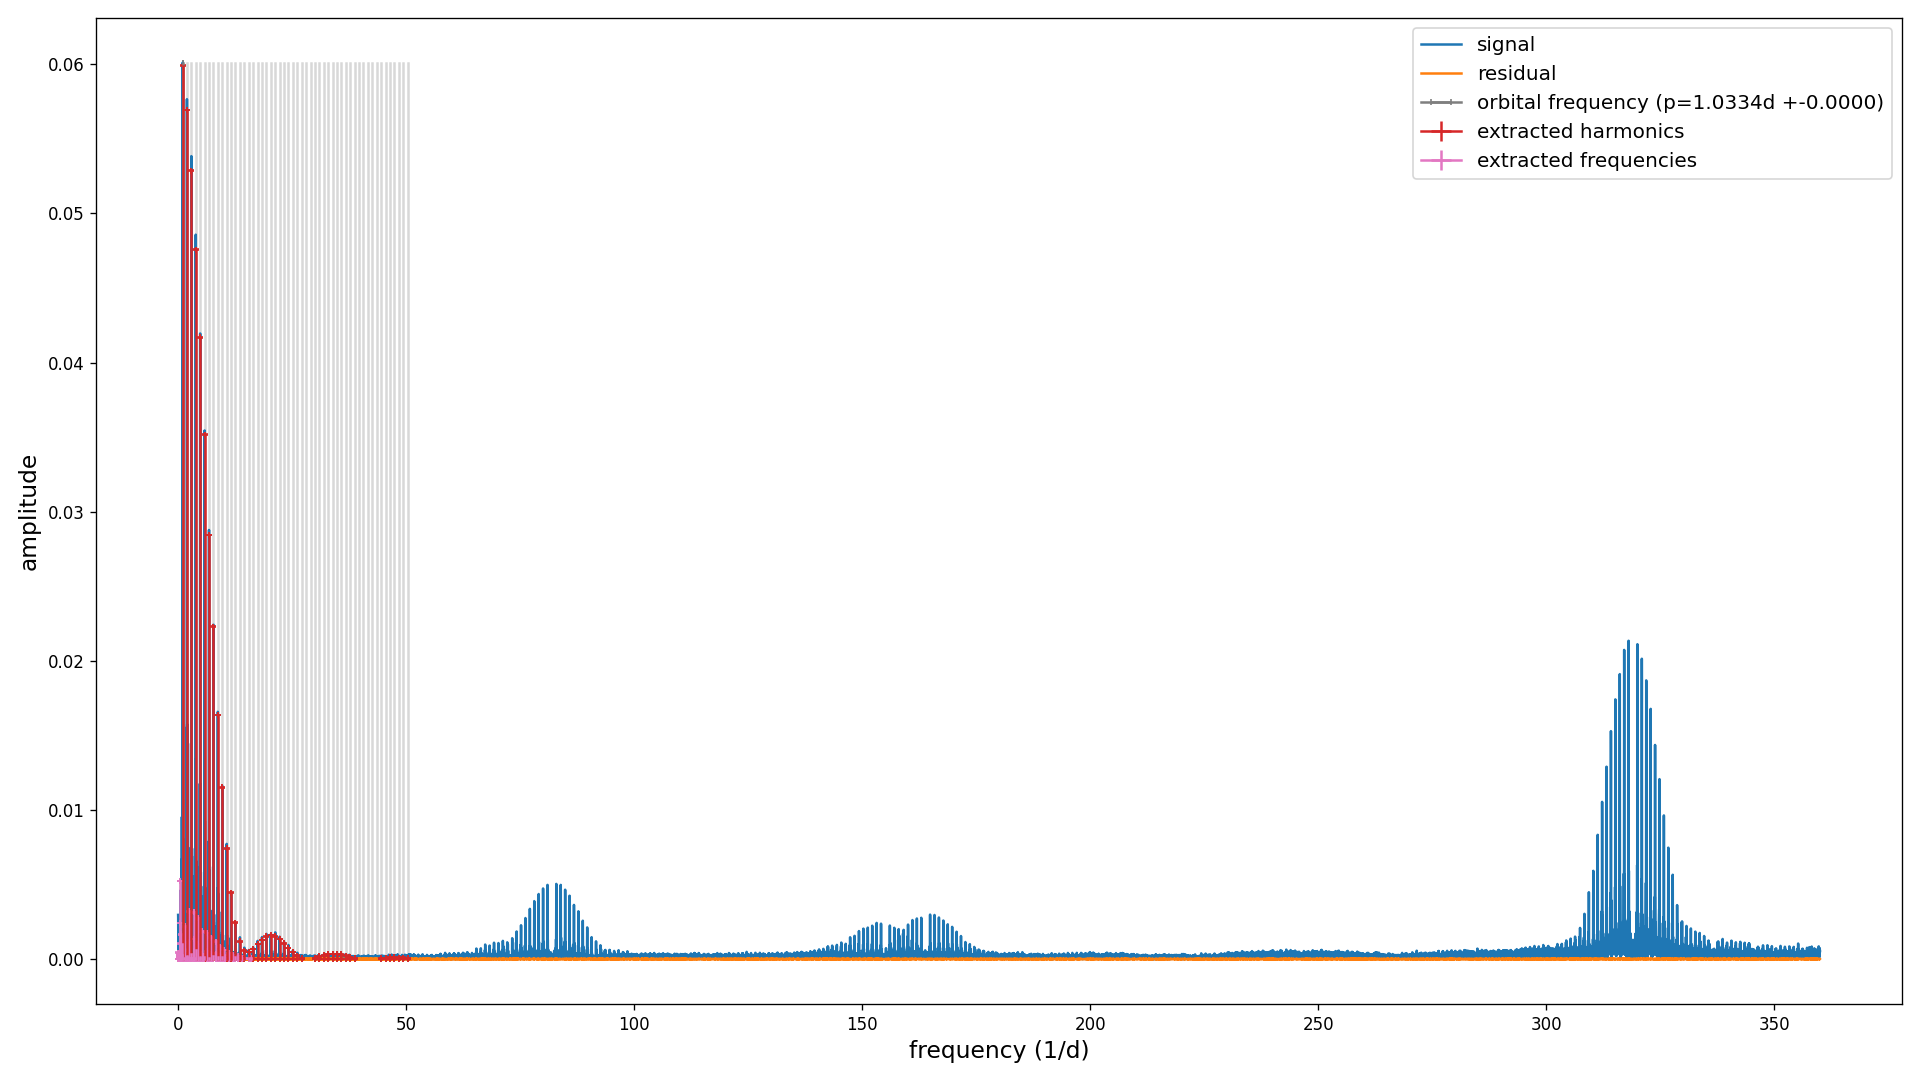 signal
residual
orbital frequency (p=1.0334d +-0.0000)
extracted harmonics
extracted frequencies
0.06
0.05
0.04
0.03
0.02
0.01
0.00
amplitude
0 50 100 150 200 250 300 350
frequency (1/d)